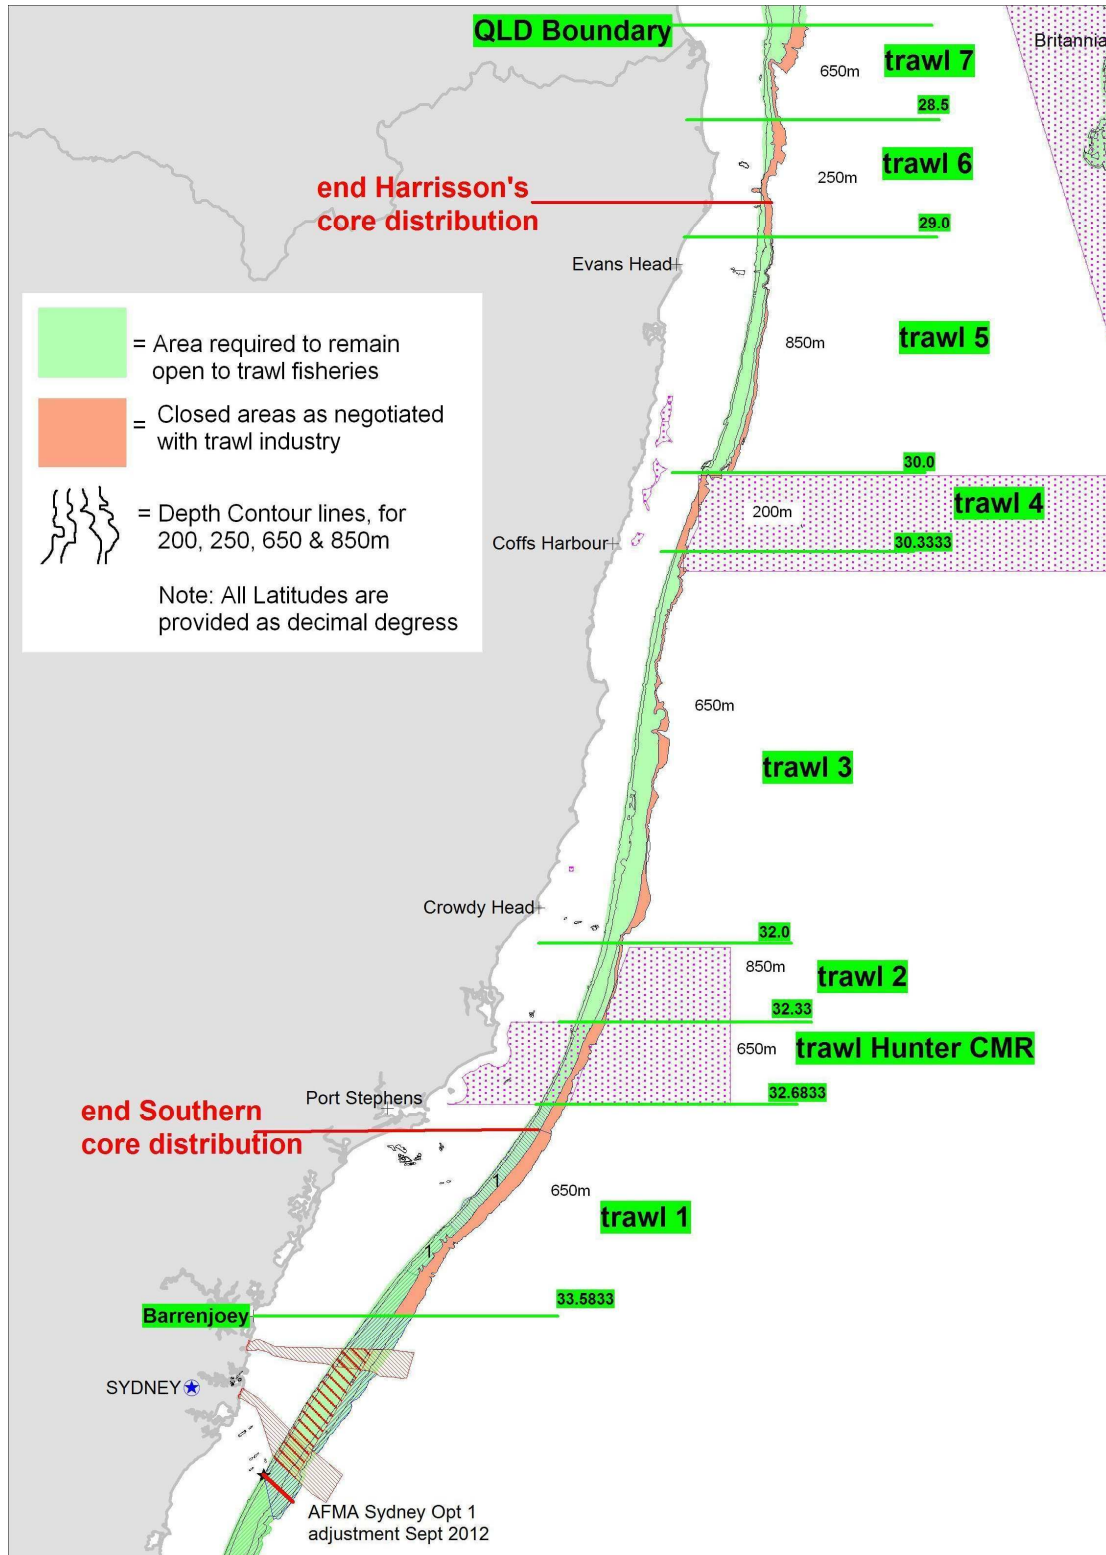 QLD Boundary
trawl 7
Britannia
650m
28.5
trawl 6
250m
end Harrisson's
core distribution
29.0
Evans Head
trawl 5
850m
= Area required to remain
open to trawl fisheries
= Closed areas as negotiated
with trawl industry
= Depth Contour lines, for
200, 250, 650 & 850m
Note: All Latitudes are
provided as decimal degress
30.0
trawl 4
200m
30.3333
Coffs Harbour
650m
trawl 3
Crowdy Head
32.0
850m
trawl 2
32.33
650m
trawl Hunter CMR
32.6833
Port Stephens
end Southern
core distribution
650m
trawl 1
33.5833
Barrenjoey
SYDNEY
AFMA Sydney Opt 1
adjustment Sept 2012